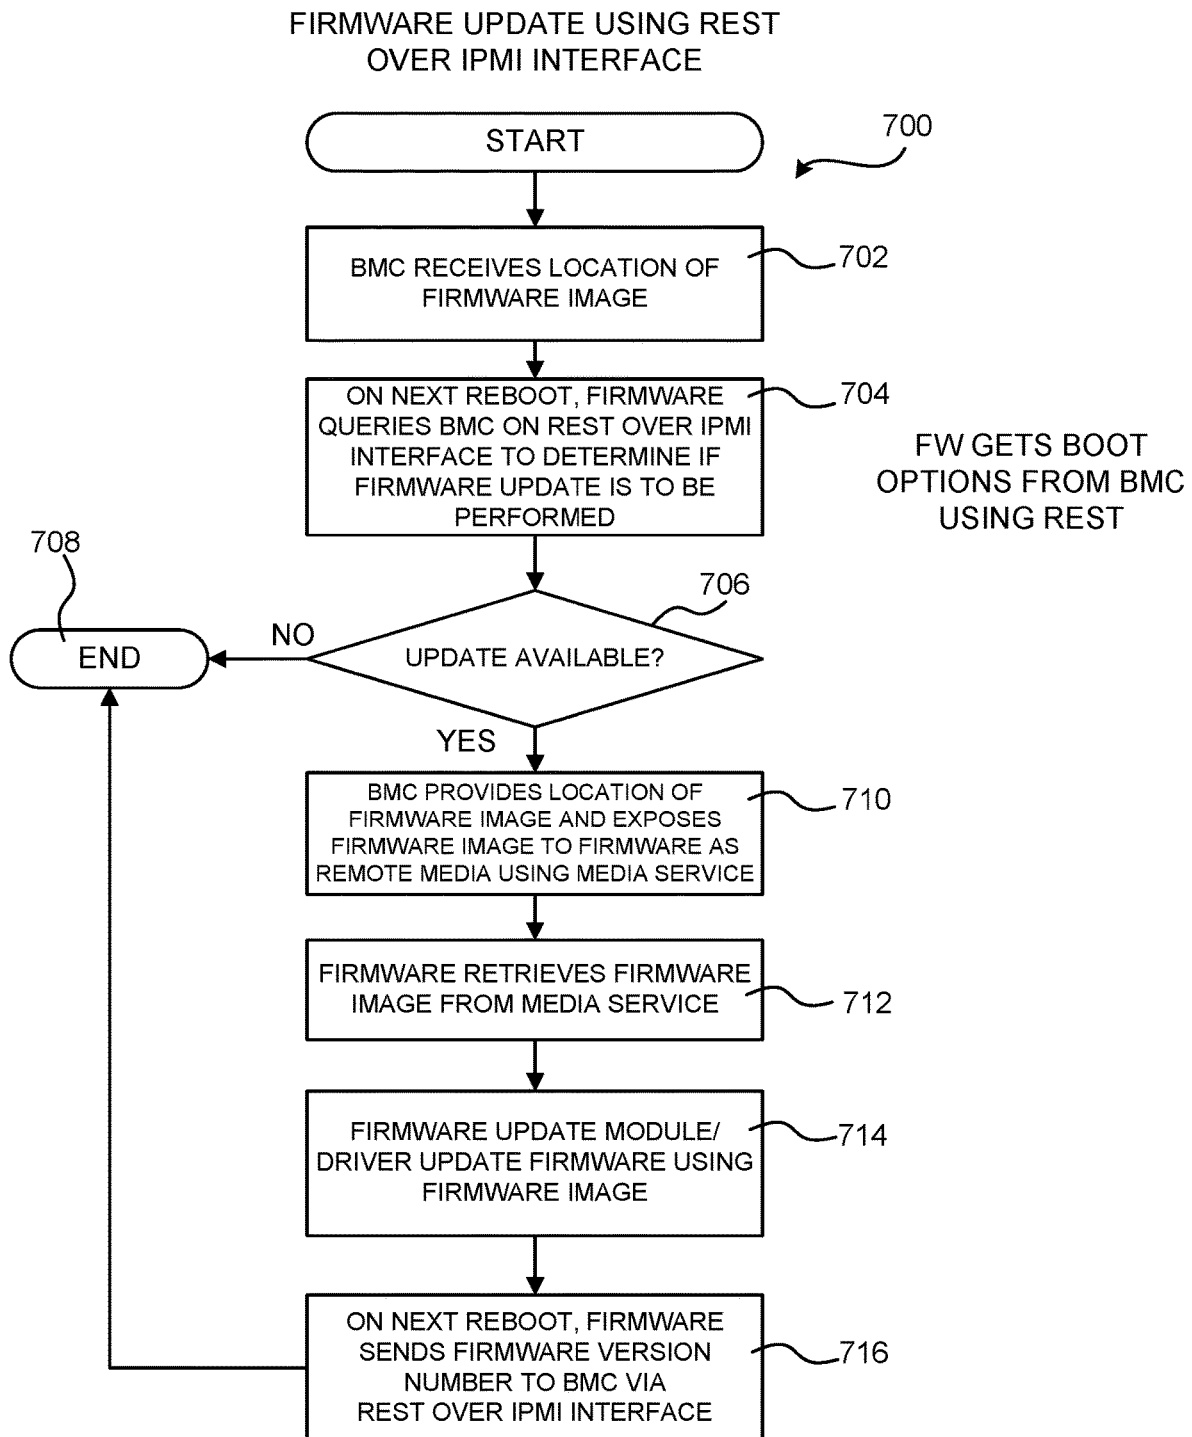 FIRMWARE UPDATE USING REST
OVER IPMI INTERFACE
START
700
BMC RECEIVES LOCATION OF
FIRMWARE IMAGE
702
ON NEXT REBOOT, FIRMWARE
QUERIES BMC ON REST OVER IPMI
INTERFACE TO DETERMINE IF
FIRMWARE UPDATE IS TO BE
PERFORMED
704
FW GETS BOOT
OPTIONS FROM BMC
USING REST
708
END
NO
706
UPDATE AVAILABLE?
YES
BMC PROVIDES LOCATION OF
FIRMWARE IMAGE AND EXPOSES
FIRMWARE IMAGE TO FIRMWARE AS
REMOTE MEDIA USING MEDIA SERVICE
710
FIRMWARE RETRIEVES FIRMWARE
IMAGE FROM MEDIA SERVICE
712
FIRMWARE UPDATE MODULE/
DRIVER UPDATE FIRMWARE USING
FIRMWARE IMAGE
714
ON NEXT REBOOT, FIRMWARE
SENDS FIRMWARE VERSION
NUMBER TO BMC VIA
REST OVER IPMI INTERFACE
716